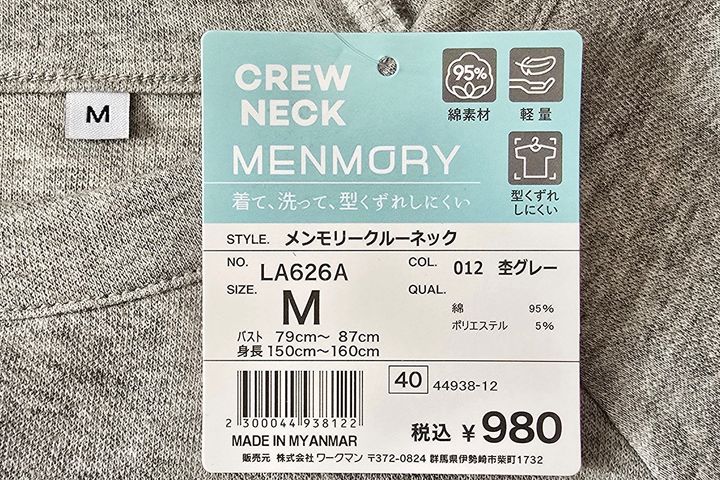 M
CREW
NECK
MENMORY
着て、洗って、型くずれしにくい
95%
綿素材
軽量
型くずれ
しにくい
STYLE. メンモリークルーネック
NO. LA626A
COL. 012 杢グレー
SIZE. M
QUAL.
綿 95%
ポリエステル 5%
バスト 79cm〜 87cm
身長 150cm〜160cm
40 44938-12
2 300044 938122
MADE IN MYANMAR
税込 ¥980
販売元 株式会社 ワークマン 〒372-0824 群馬県伊勢崎市柴町1732